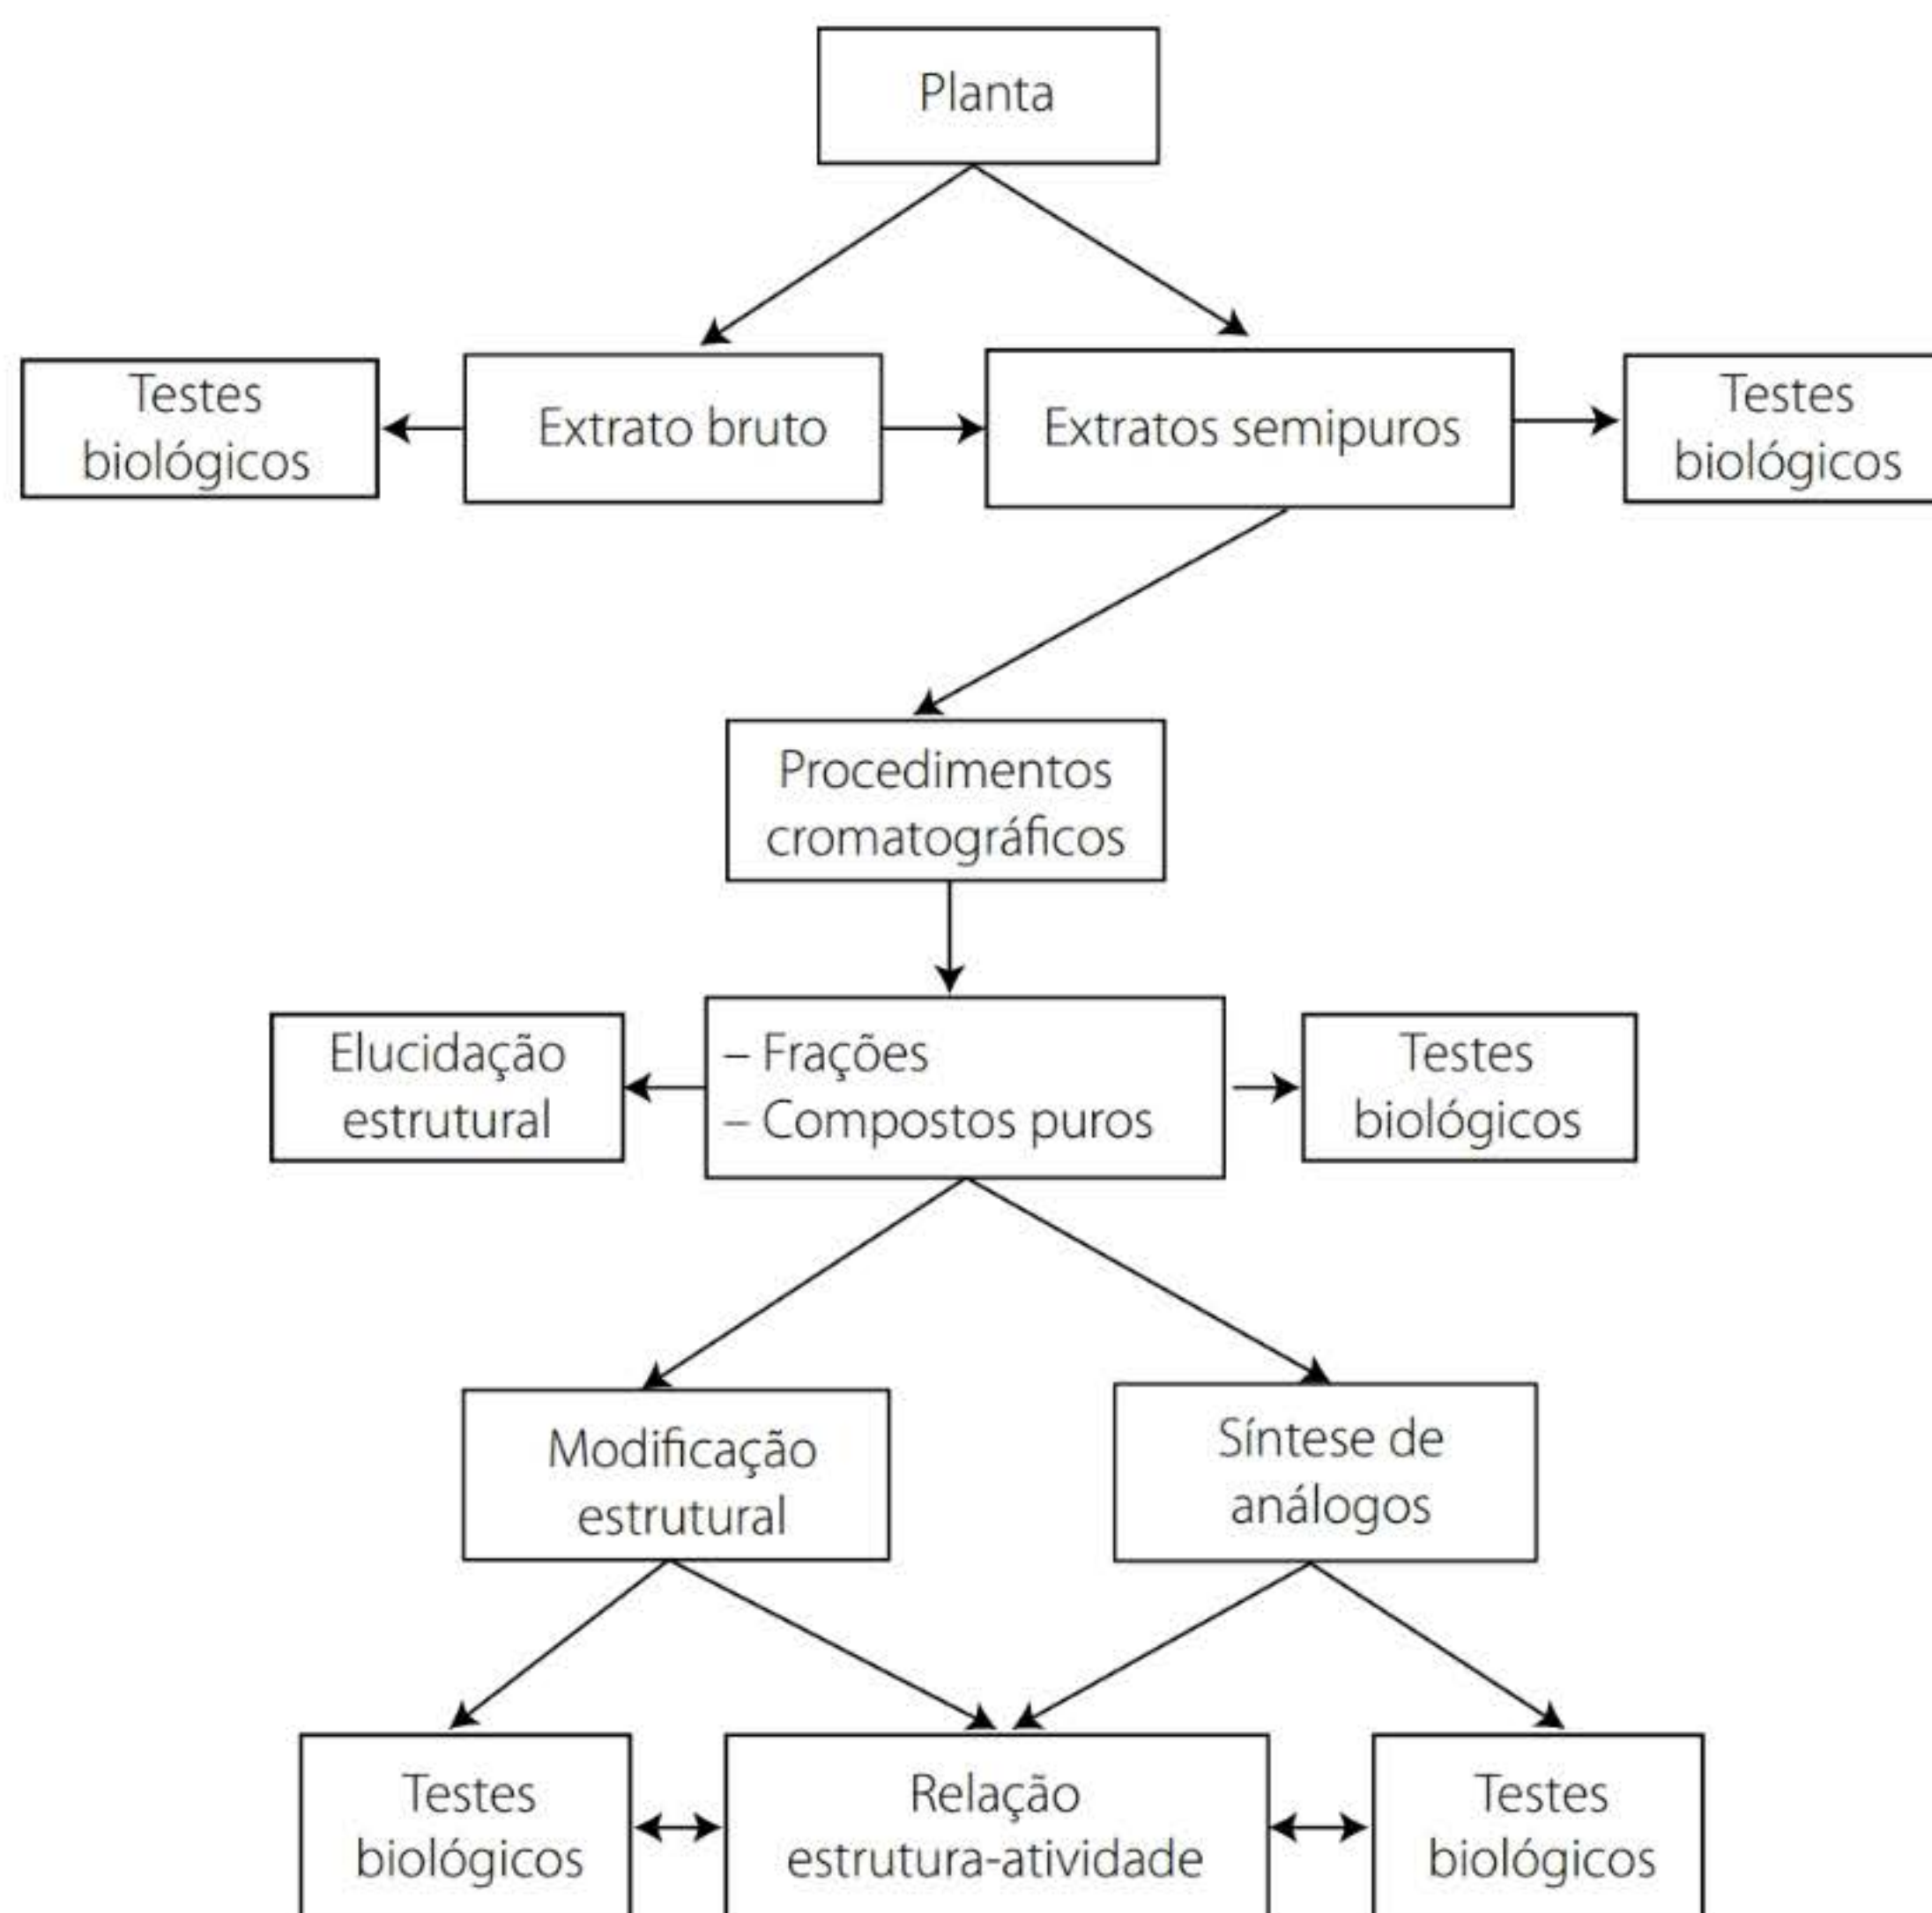 Planta
Testes
biológicos
Extrato bruto
Extratos semipuros
Testes
biológicos
Procedimentos
cromatográficos
Elucidação
estrutural
– Frações
– Compostos puros
Testes
biológicos
Modificação
estrutural
Síntese de
análogos
Testes
biológicos
Relação
estrutura-atividade
Testes
biológicos